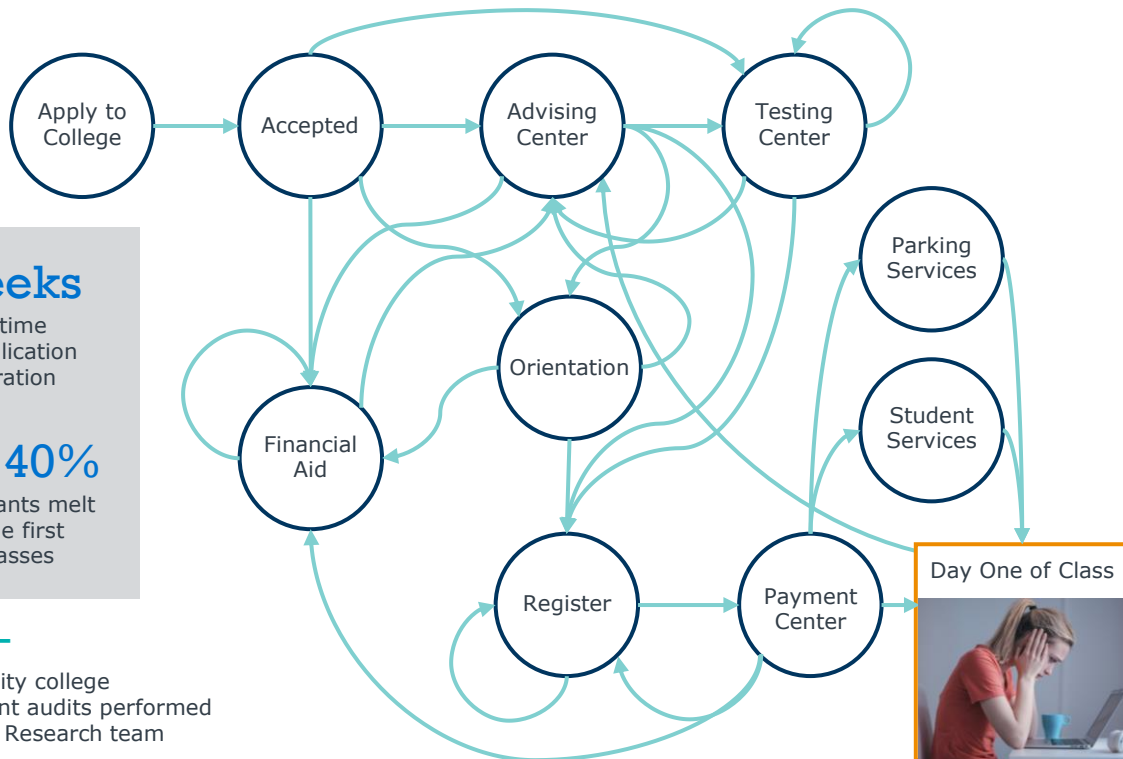 Apply to
College
Accepted
Advising
Center
Testing
Center
Parking
Services
eeks
time
lication
ration
Orientation
Student
Services
Financial
Aid
40%
ants melt
e first
asses
Day One of Class
Register
Payment
Center
ity college
nt audits performed
Research team